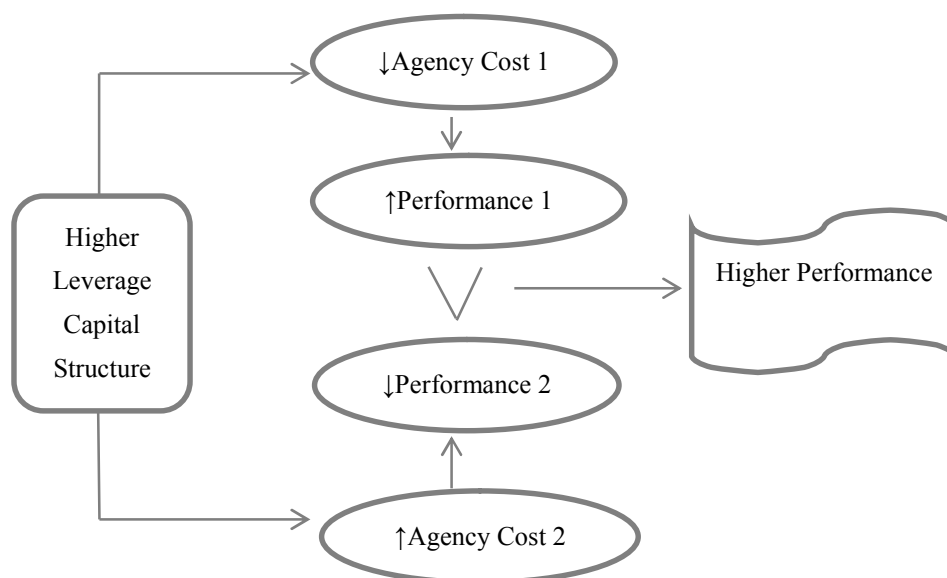 ↓Agency Cost 1
↑Performance 1
Higher
Leverage
Capital
Structure
Higher Performance
↓Performance 2
↑Agency Cost 2